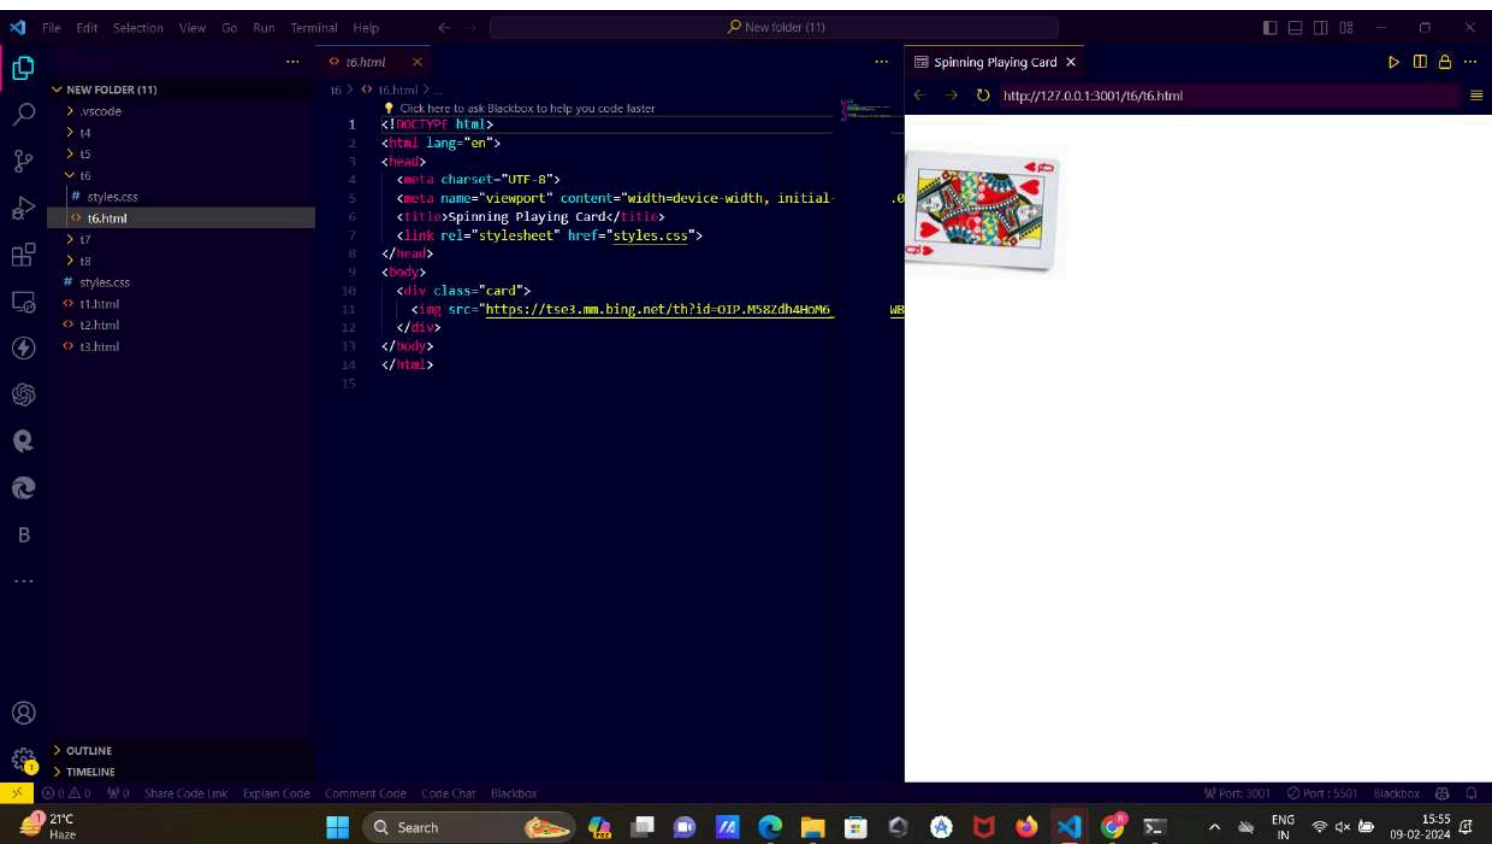 File Edit Selection View Go Run Terminal Help
New folder (11)
t6.html
Spinning Playing Card
NEW FOLDER (11)
.vscode
t4
t5
t6
styles.css
t6.html
t7
t8
styles.css
t1.html
t2.html
t3.html
OUTLINE
TIMELINE
t6 > t6.html > ...
Click here to ask Blackbox to help you code faster
1 <!DOCTYPE html>
2 <html lang="en">
3 <head>
4 <meta charset="UTF-8">
5 <meta name="viewport" content="width=device-width, initial- .0
6 <title>Spinning Playing Card</title>
7 <link rel="stylesheet" href="styles.css">
8 </head>
9 <body>
10 <div class="card">
11 <img src="https://tse3.mm.bing.net/th?id=OIP.M58Zdh4HoM6_ WB
12 </div>
13 </body>
14 </html>
15
http://127.0.0.1:3001/t6/t6.html
Q
Q
0 0 0 Share Code Link Explain Code Comment Code Code Chat Blackbox
Port: 3001 Port : 5501 Blackbox
1 21°C
Haze
Search
ENG
IN
15:55
09-02-2024